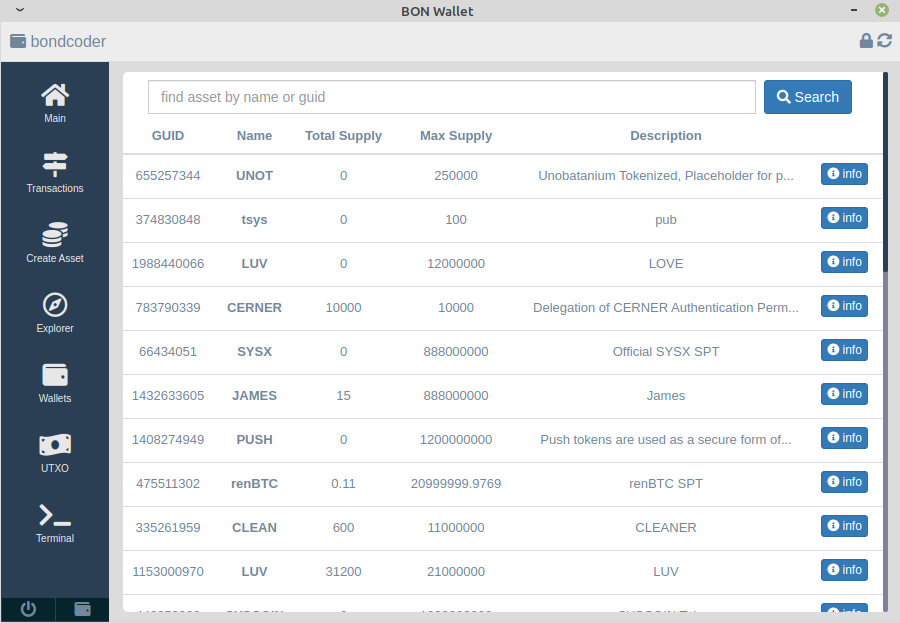 BON Wallet
bondcoder
Main
Transactions
Create Asset
Explorer
Wallets
UTXO
Terminal
find asset by name or guid
Search
GUID Name Total Supply Max Supply Description
655257344 UNOT 0 250000 Unobatanium Tokenized, Placeholder for p... info
374830848 tsys 0 100 pub info
1988440066 LUV 0 12000000 LOVE info
783790339 CERNER 10000 10000 Delegation of CERNER Authentication Perm... info
66434051 SYSX 0 888000000 Official SYSX SPT info
1432633605 JAMES 15 888000000 James info
1408274949 PUSH 0 1200000000 Push tokens are used as a secure form of... info
475511302 renBTC 0.11 20999999.9769 renBTC SPT info
335261959 CLEAN 600 11000000 CLEANER info
1153000970 LUV 31200 21000000 LUV info
info